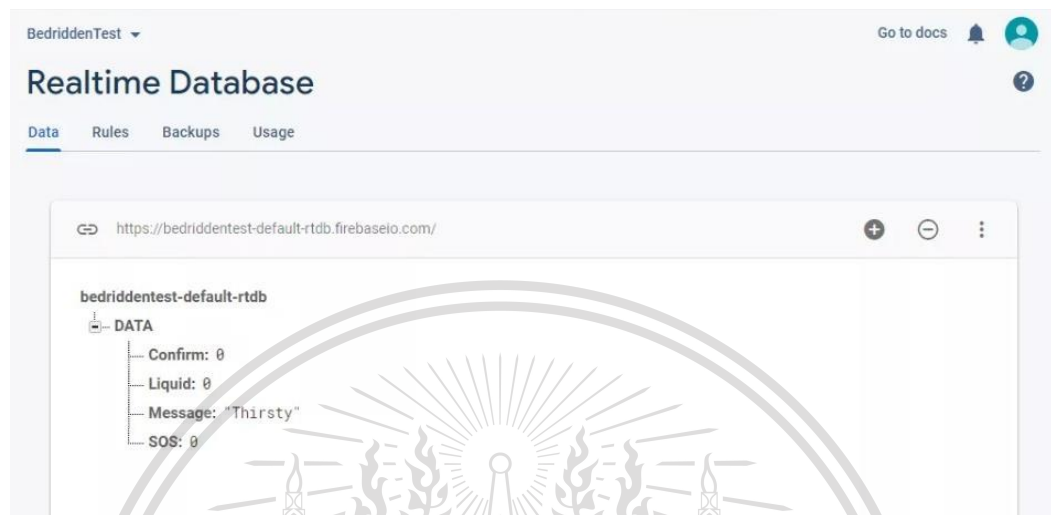 BedriddenTest
Go to docs
Realtime Database
Data Rules Backups Usage
https://bedriddentest-default-rtdb.firebaseio.com/
bedriddentest-default-rtdb
DATA
Confirm: 0
Liquid: 0
Message: "Thirsty"
SOS: 0